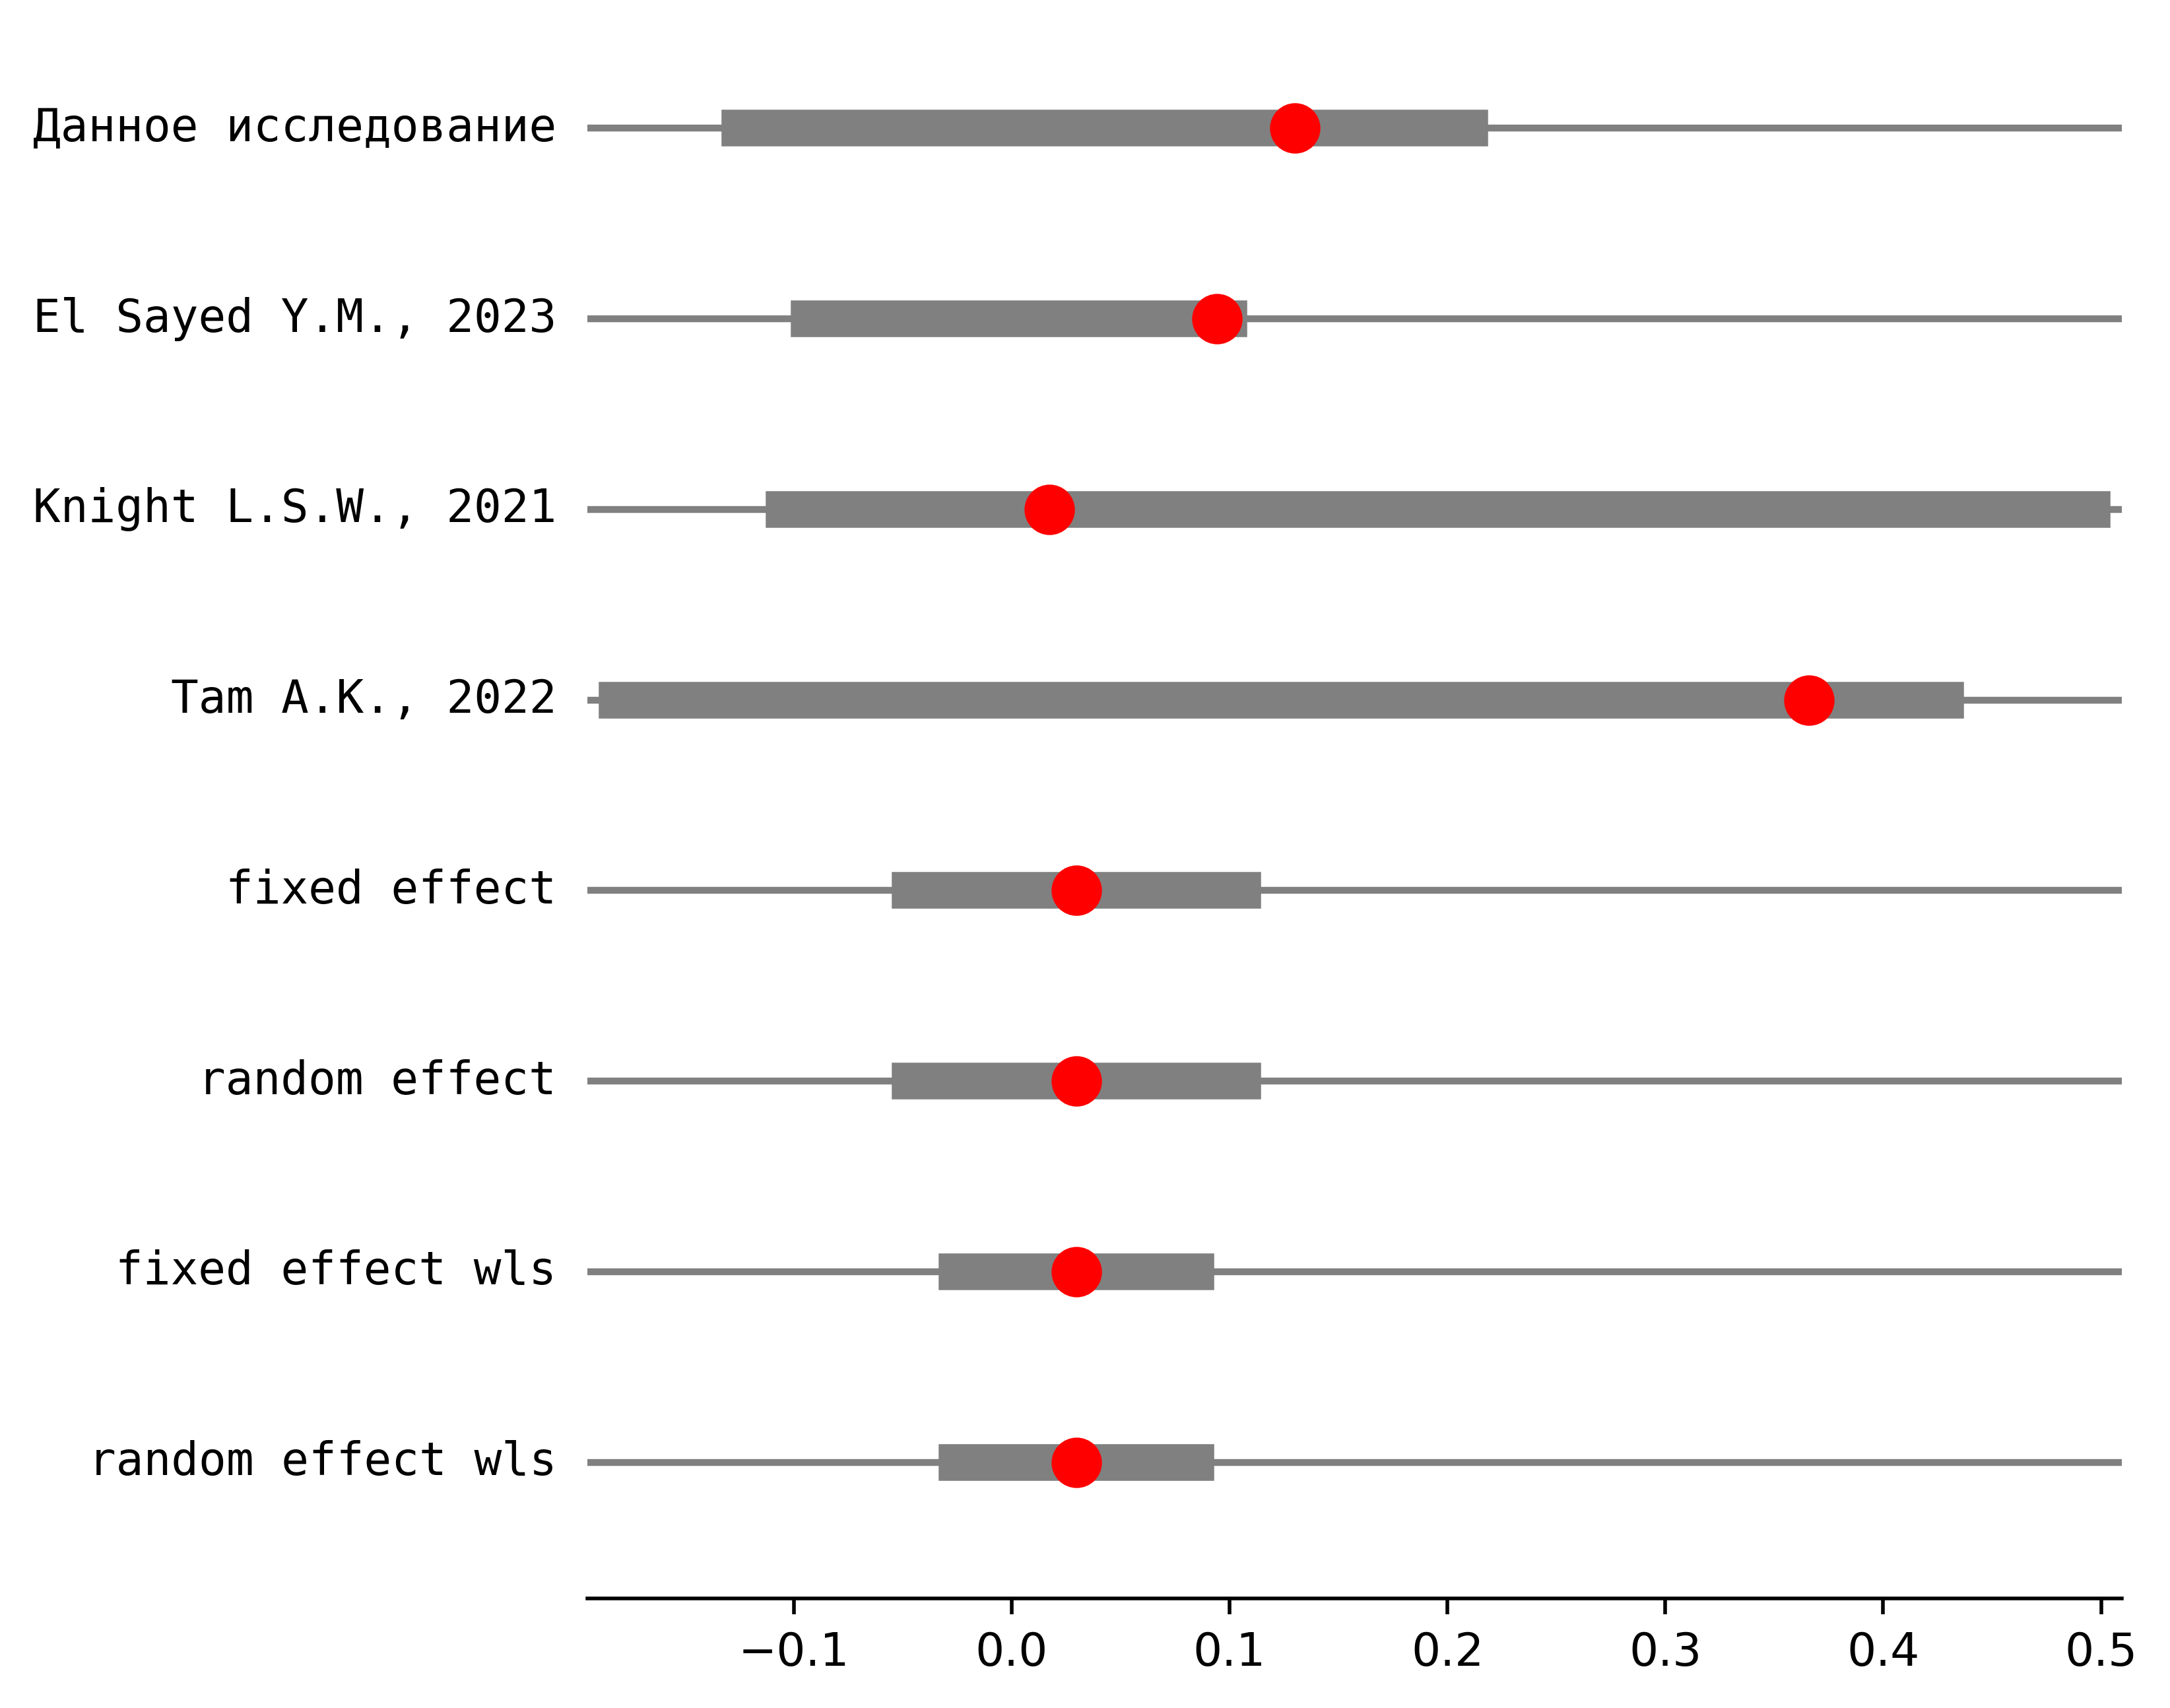 Данное исследование
El Sayed Y.M., 2023
Knight L.S.W., 2021
Tam A.K., 2022
fixed effect
random effect
fixed effect wls
random effect wls
−0.1 0.0 0.1 0.2 0.3 0.4 0.5